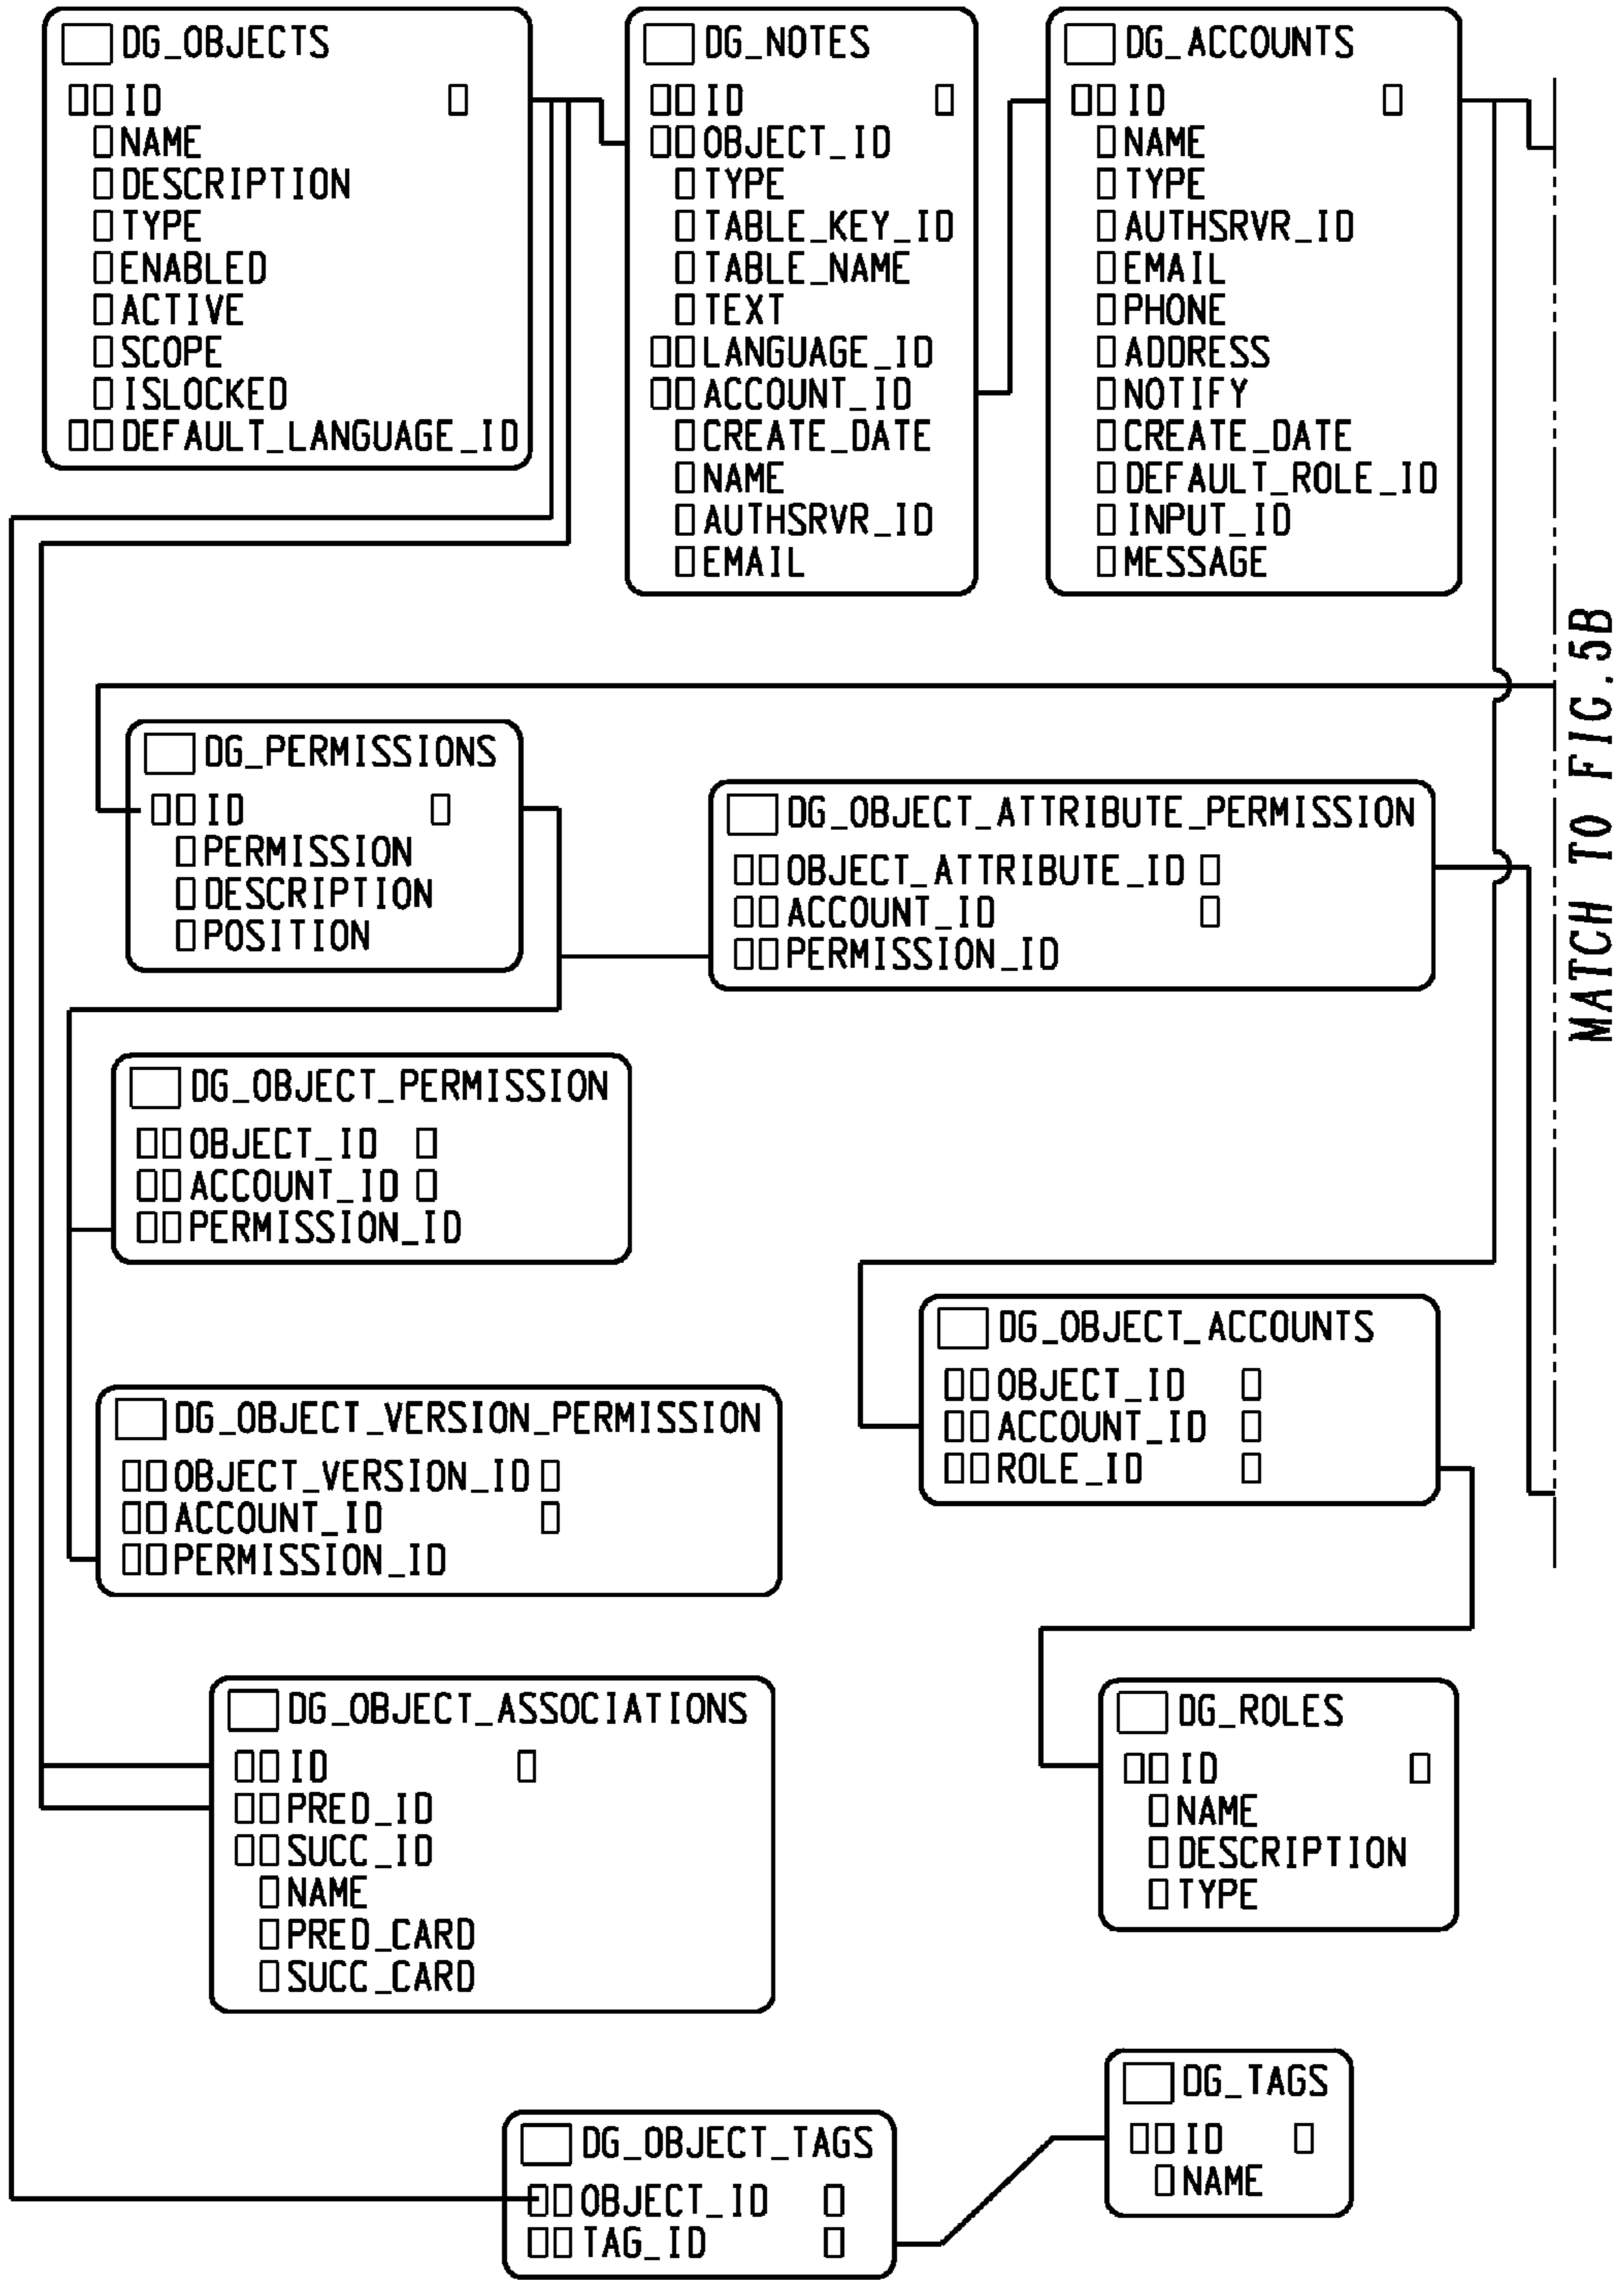 DG_OBJECTS
ID
NAME
DESCRIPTION
TYPE
ENABLED
ACTIVE
SCOPE
ISLOCKED
DEFAULT_LANGUAGE_ID
DG_NOTES
ID
OBJECT_ID
TYPE
TABLE_KEY_ID
TABLE_NAME
TEXT
LANGUAGE_ID
ACCOUNT_ID
CREATE_DATE
NAME
AUTHSRVR_ID
EMAIL
DG_ACCOUNTS
ID
NAME
TYPE
AUTHSRVR_ID
EMAIL
PHONE
ADDRESS
NOTIFY
CREATE_DATE
DEFAULT_ROLE_ID
INPUT_ID
MESSAGE
MATCH TO FIG.5B
DG_PERMISSIONS
ID
PERMISSION
DESCRIPTION
POSITION
DG_OBJECT_ATTRIBUTE_PERMISSION
OBJECT_ATTRIBUTE_ID
ACCOUNT_ID
PERMISSION_ID
DG_OBJECT_PERMISSION
OBJECT_ID
ACCOUNT_ID
PERMISSION_ID
DG_OBJECT_ACCOUNTS
OBJECT_ID
ACCOUNT_ID
ROLE_ID
DG_OBJECT_VERSION_PERMISSION
OBJECT_VERSION_ID
ACCOUNT_ID
PERMISSION_ID
DG_OBJECT_ASSOCIATIONS
ID
PRED_ID
SUCC_ID
NAME
PRED_CARD
SUCC_CARD
DG_ROLES
ID
NAME
DESCRIPTION
TYPE
DG_TAGS
ID
NAME
DG_OBJECT_TAGS
OBJECT_ID
TAG_ID